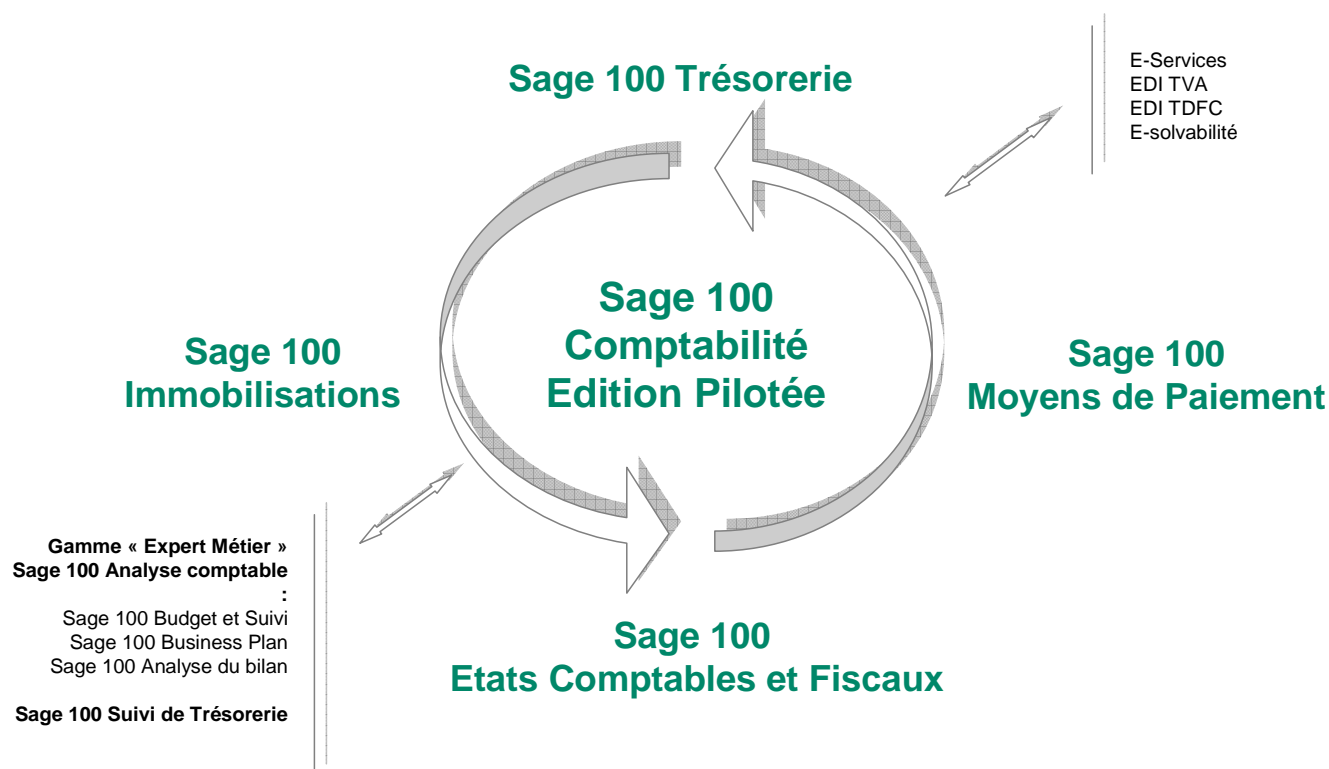 Sage 100 Trésorerie
E-Services
EDI TVA
EDI TDFC
E-solvabilité
Sage 100
Comptabilité
Edition Pilotée
Sage 100
Immobilisations
Sage 100
Moyens de Paiement
Gamme « Expert Métier »
Sage 100 Analyse comptable
:
Sage 100 Budget et Suivi
Sage 100 Business Plan
Sage 100 Analyse du bilan
Sage 100 Suivi de Trésorerie
Sage 100
Etats Comptables et Fiscaux